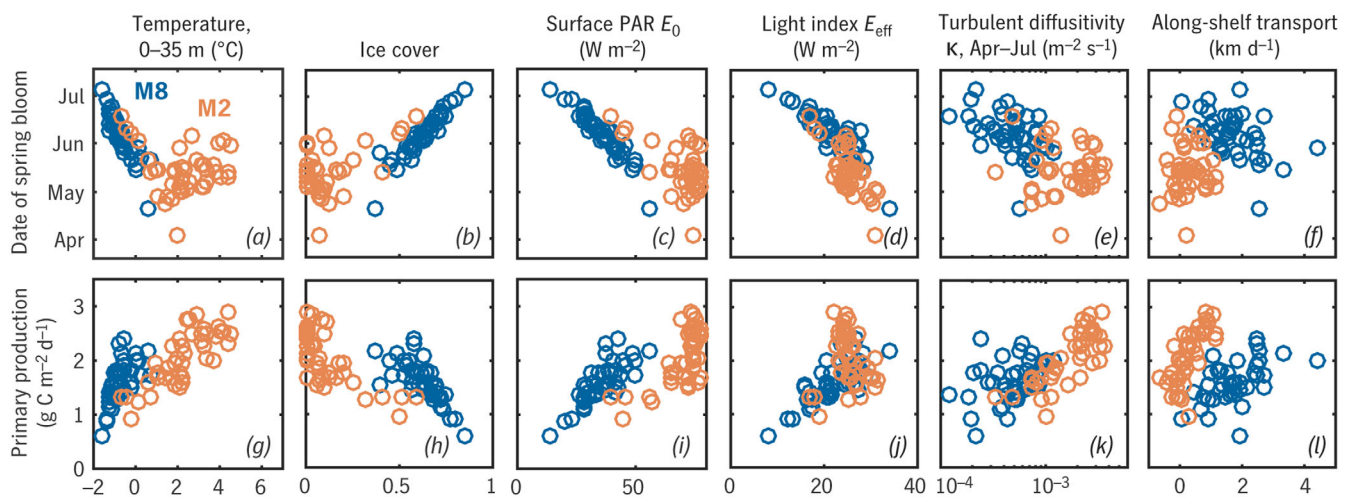 Temperature,
0–35 m (°C)
Ice cover
Surface PAR E₀
(W m⁻²)
Light index Eeff
(W m⁻²)
Turbulent diffusitivity
κ, Apr–Jul (m⁻² s⁻¹)
Along-shelf transport
(km d⁻¹)
Date of spring bloom
Jul
Jun
May
Apr
M8
M2
(a)
(b)
(c)
(d)
(e)
(f)
Primary production
(g C m⁻² d⁻¹)
3
2
1
0
(g)
(h)
(i)
(j)
(k)
(l)
−2 0 2 4 6
0 0.5 1
0 50
0 20 40
10⁻⁴ 10⁻³
0 2 4